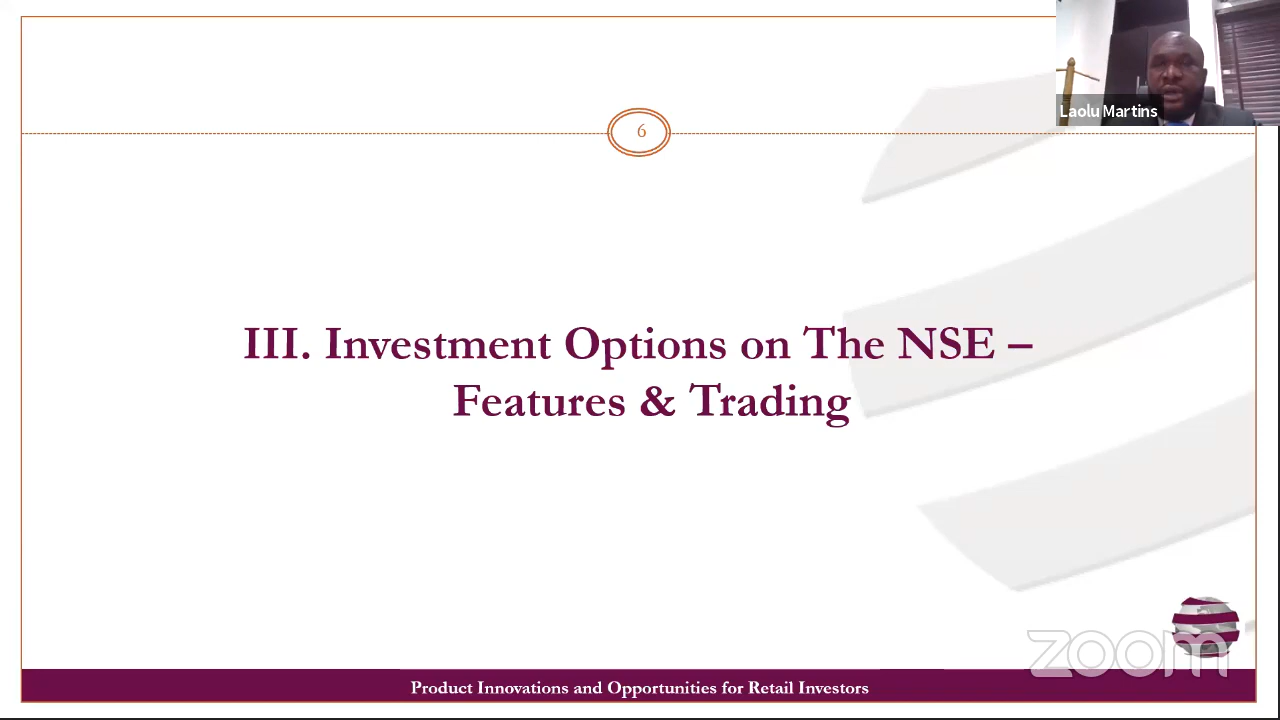 Laolu Martins
6
III. Investment Options on The NSE –
Features & Trading
zoom
Product Innovations and Opportunities for Retail Investors